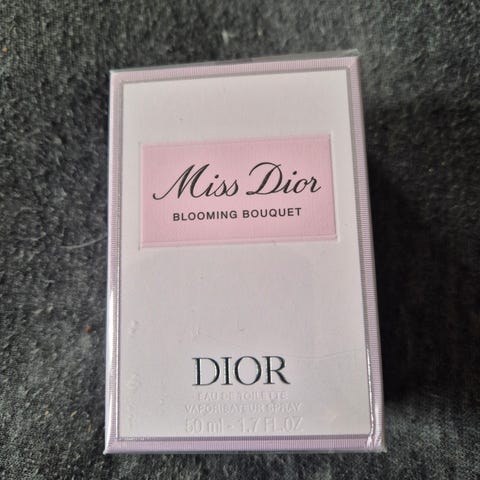 Miss Dior
BLOOMING BOUQUET
DIOR
EAU DE TOILETTE
VAPORISATEUR SPRAY
50 ml - 1.7 FL.OZ